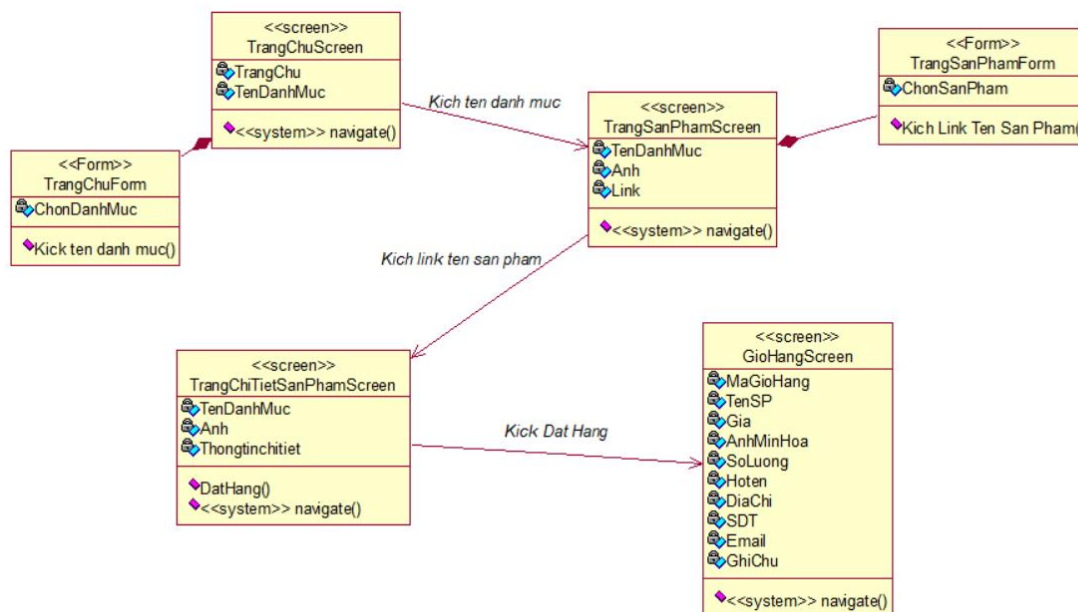 <<screen>>
TrangChuScreen
TrangChu
TenDanhMuc
<<system>> navigate()
<<Form>>
TrangChuForm
ChonDanhMuc
Kick ten danh muc()
Kich ten danh muc
<<screen>>
TrangSanPhamScreen
TenDanhMuc
Anh
Link
<<system>> navigate()
<<Form>>
TrangSanPhamForm
ChonSanPham
Kich Link Ten San Pham(
Kich link ten san pham
<<screen>>
TrangChiTietSanPhamScreen
TenDanhMuc
Anh
Thongtinchitiet
DatHang()
<<system>> navigate()
Kick Dat Hang
<<screen>>
GioHangScreen
MaGioHang
TenSP
Gia
AnhMinHoa
SoLuong
Hoten
DiaChi
SDT
Email
GhiChu
<<system>> navigate()